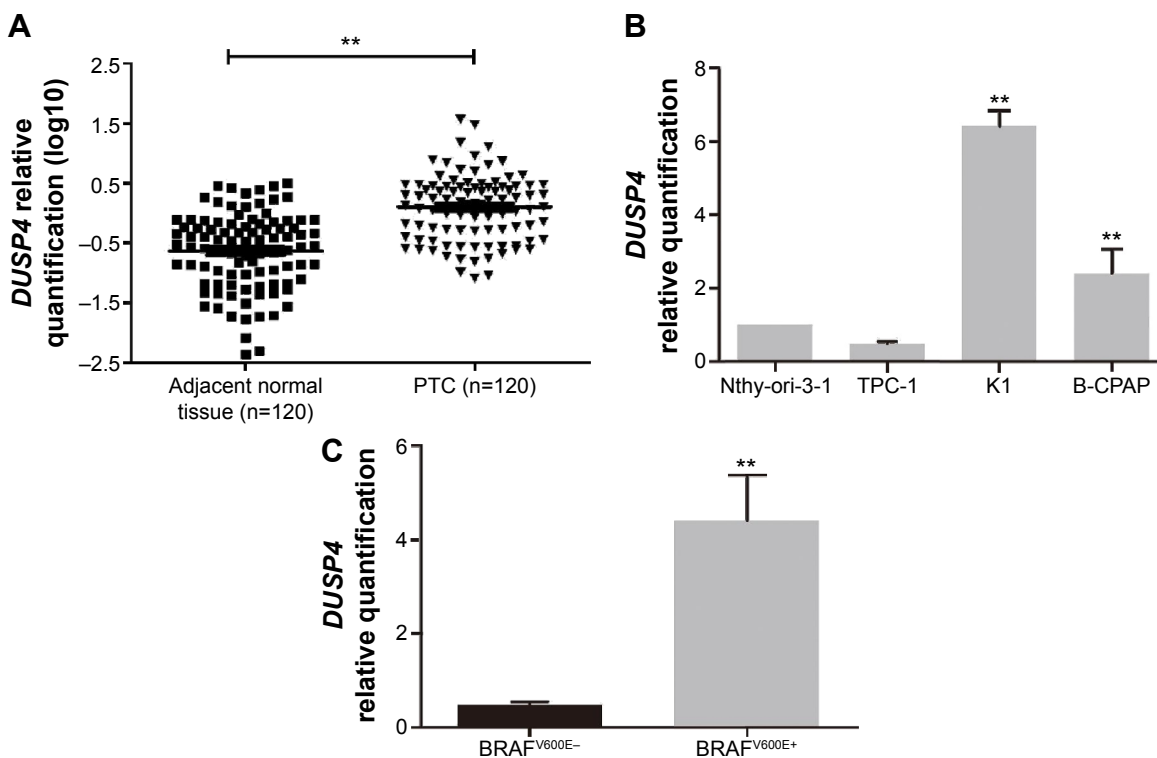 A
**
DUSP4 relative
quantification (log10)
2.5
1.5
0.5
–0.5
–1.5
–2.5
Adjacent normal
tissue (n=120)
PTC (n=120)
B
DUSP4
relative quantification
8
6
4
2
0
**
**
Nthy-ori-3-1
TPC-1
K1
B-CPAP
C
DUSP4
relative quantification
6
4
2
0
**
BRAFV600E–
BRAFV600E+